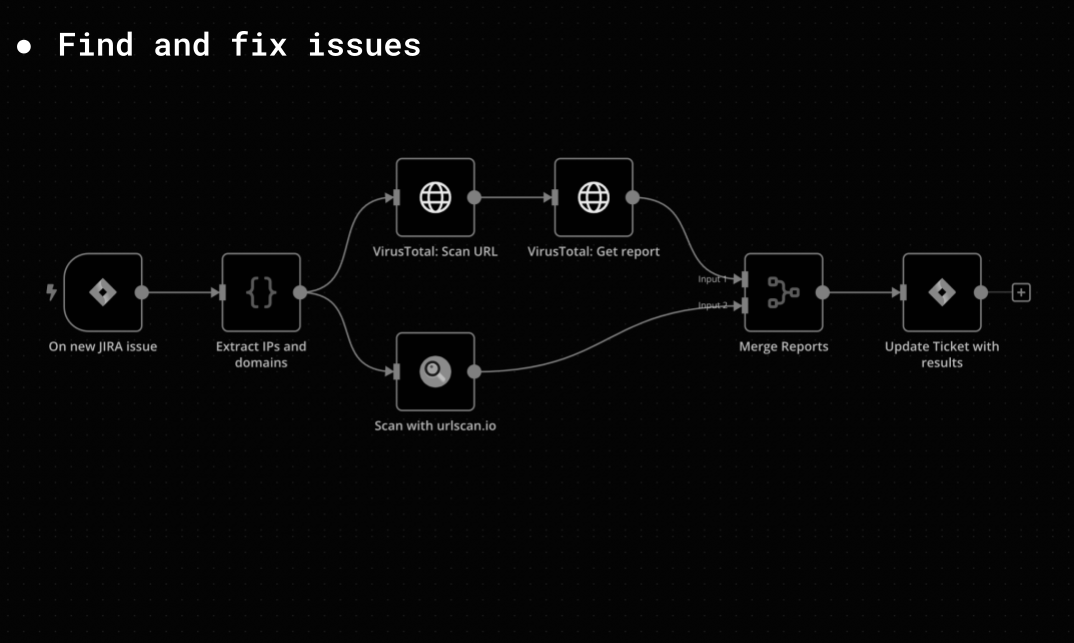 ● Find and fix issues
VirusTotal: Scan URL
VirusTotal: Get report
Input 1
Input 2
On new JIRA issue
Extract IPs and
domains
Merge Reports
Update Ticket with
results
Scan with urlscan.io